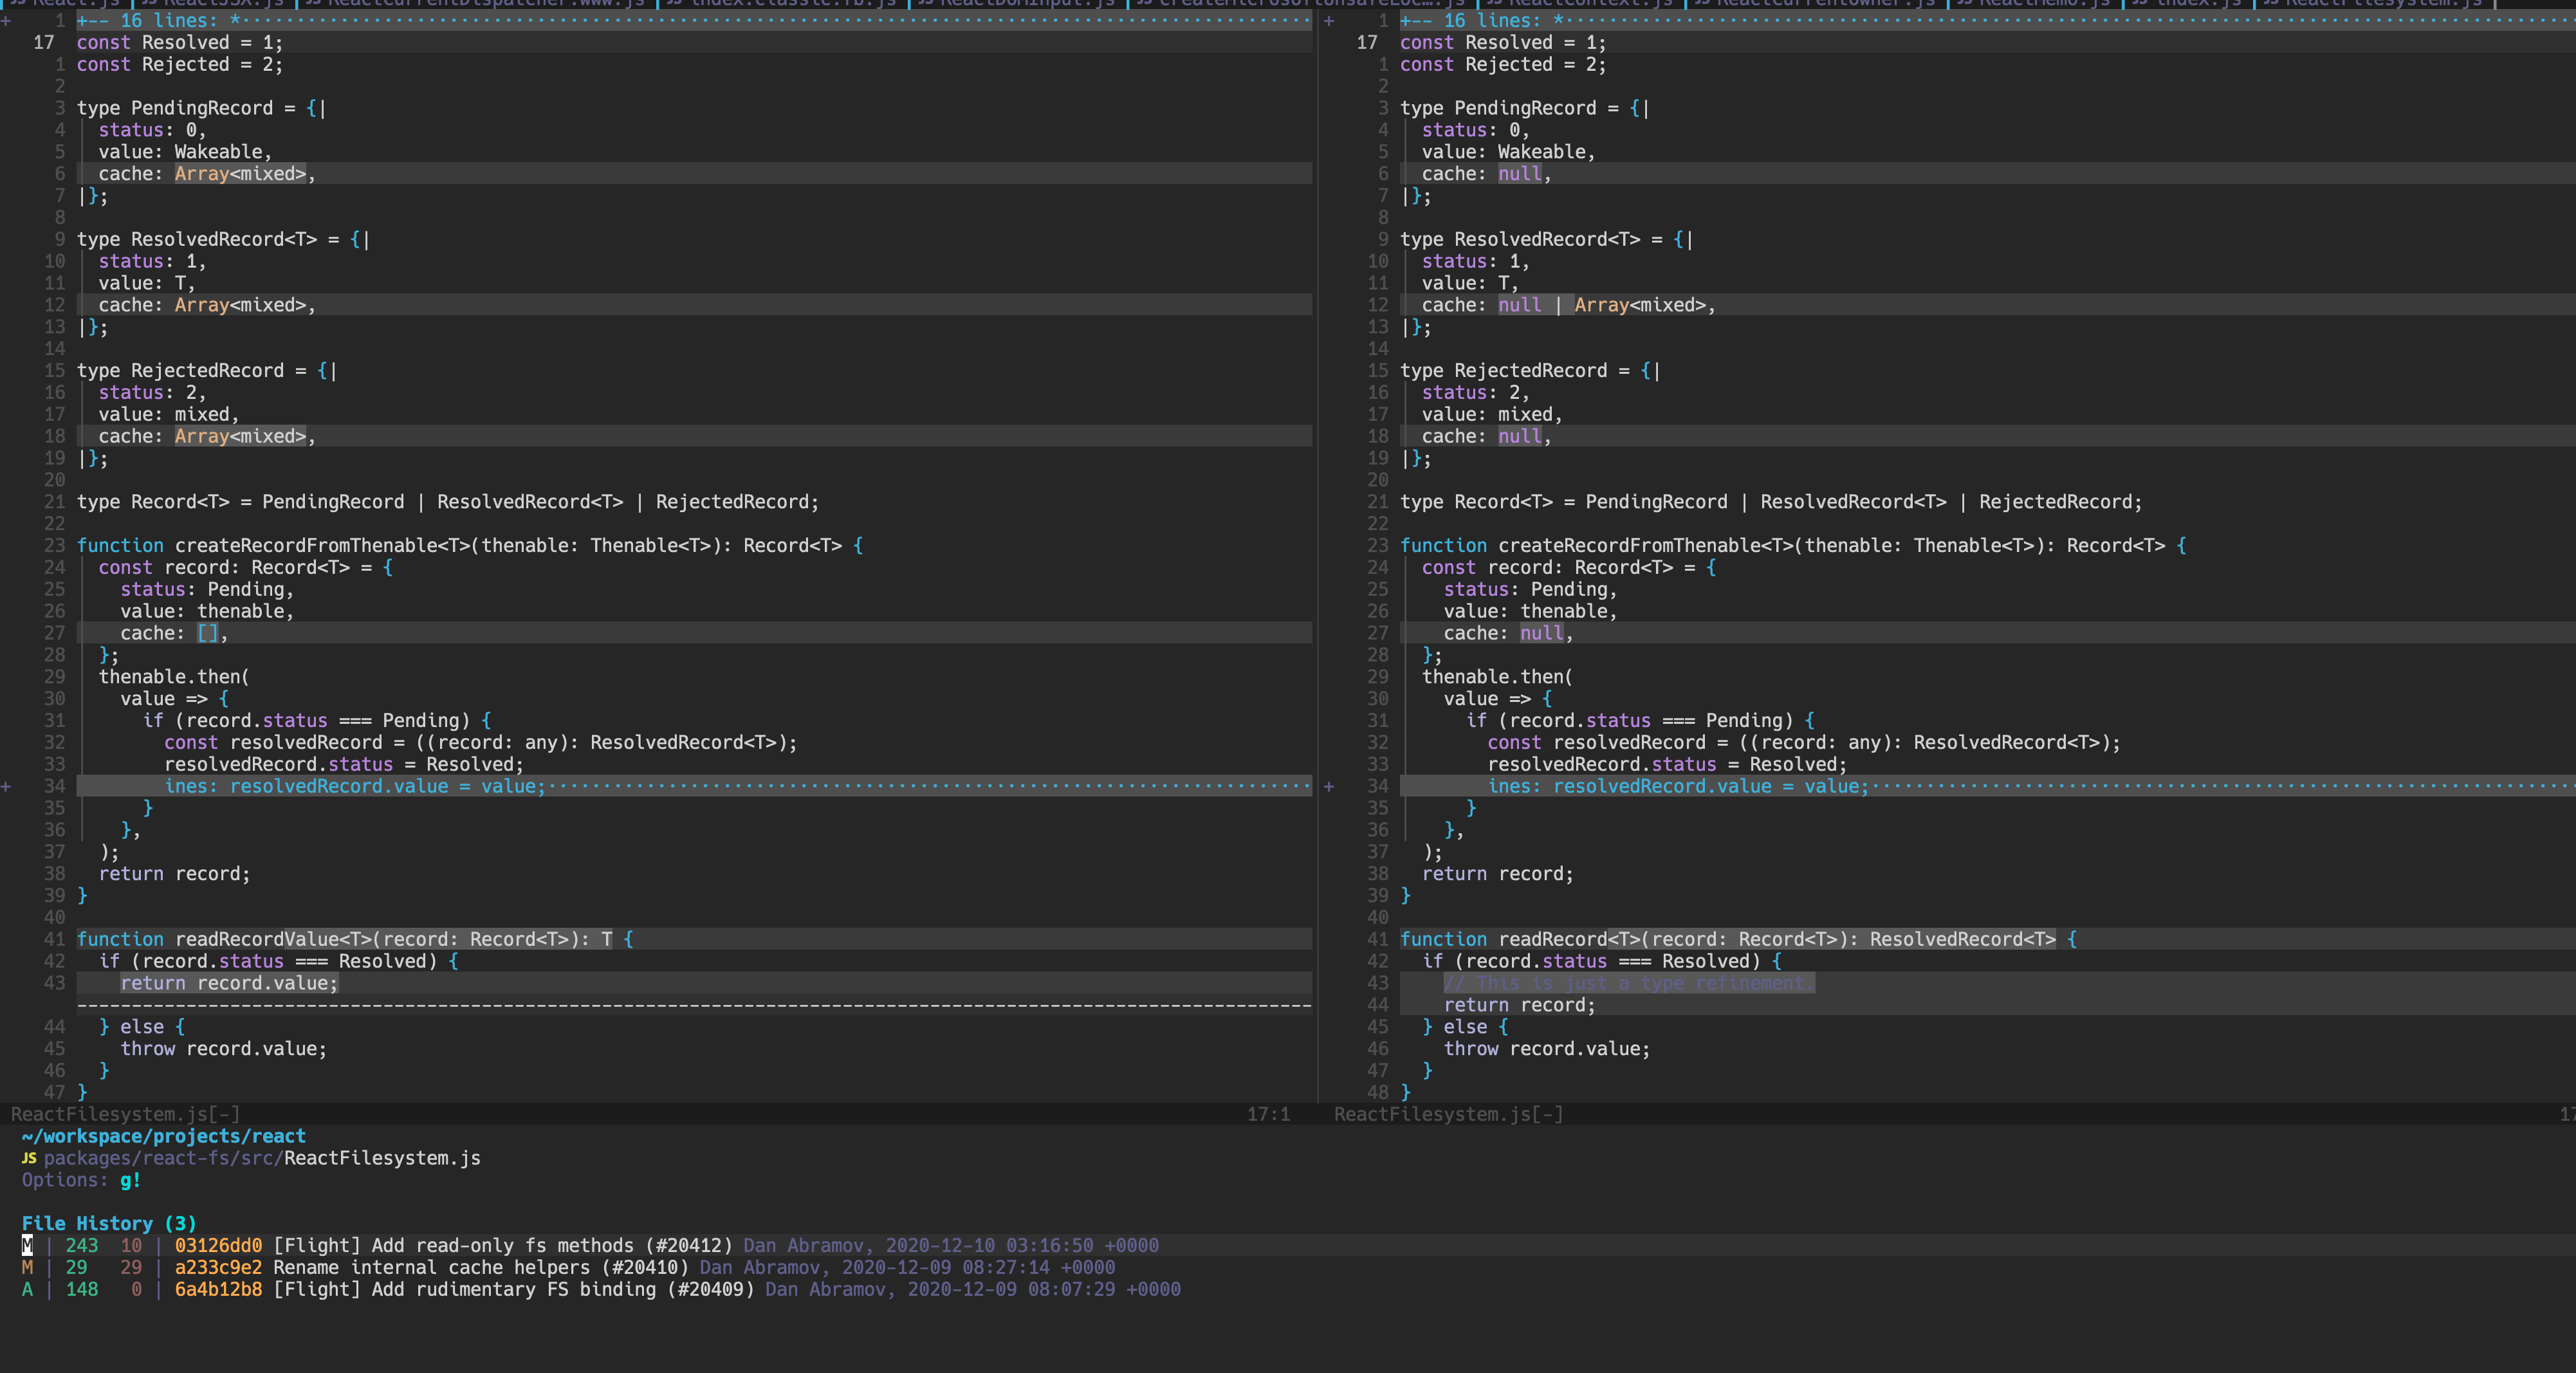 React.js ReactJSX.js ReactCurrentDispatcher.www.js index.classic.fb.js ReactDOMInput.js ReactContext.js ReactCurrentOwner.js ReactMemo.js index.js ReactFilesystem.js
+ 1 +-- 16 lines: *
17 const Resolved = 1;
1 const Rejected = 2;
2
3 type PendingRecord = {|
4 status: 0,
5 value: Wakeable,
6 cache: Array<mixed>,
7 |};
8
9 type ResolvedRecord<T> = {|
10 status: 1,
11 value: T,
12 cache: Array<mixed>,
13 |};
14
15 type RejectedRecord = {|
16 status: 2,
17 value: mixed,
18 cache: Array<mixed>,
19 |};
20
21 type Record<T> = PendingRecord | ResolvedRecord<T> | RejectedRecord;
22
23 function createRecordFromThenable<T>(thenable: Thenable<T>): Record<T> {
24 const record: Record<T> = {
25 status: Pending,
26 value: thenable,
27 cache: [],
28 };
29 thenable.then(
30 value => {
31 if (record.status === Pending) {
32 const resolvedRecord = ((record: any): ResolvedRecord<T>);
33 resolvedRecord.status = Resolved;
+ 34 ines: resolvedRecord.value = value;
35 }
36 },
37 );
38 return record;
39 }
40
41 function readRecordValue<T>(record: Record<T>): T {
42 if (record.status === Resolved) {
43 return record.value;
44 } else {
45 throw record.value;
46 }
47 }
ReactFilesystem.js[-] 17:1
+ 1 +-- 16 lines: *
17 const Resolved = 1;
1 const Rejected = 2;
2
3 type PendingRecord = {|
4 status: 0,
5 value: Wakeable,
6 cache: null,
7 |};
8
9 type ResolvedRecord<T> = {|
10 status: 1,
11 value: T,
12 cache: null | Array<mixed>,
13 |};
14
15 type RejectedRecord = {|
16 status: 2,
17 value: mixed,
18 cache: null,
19 |};
20
21 type Record<T> = PendingRecord | ResolvedRecord<T> | RejectedRecord;
22
23 function createRecordFromThenable<T>(thenable: Thenable<T>): Record<T> {
24 const record: Record<T> = {
25 status: Pending,
26 value: thenable,
27 cache: null,
28 };
29 thenable.then(
30 value => {
31 if (record.status === Pending) {
32 const resolvedRecord = ((record: any): ResolvedRecord<T>);
33 resolvedRecord.status = Resolved;
+ 34 ines: resolvedRecord.value = value;
35 }
36 },
37 );
38 return record;
39 }
40
41 function readRecord<T>(record: Record<T>): ResolvedRecord<T> {
42 if (record.status === Resolved) {
43 // This is just a type refinement.
44 return record;
45 } else {
46 throw record.value;
47 }
48 }
ReactFilesystem.js[-] 17
~/workspace/projects/react
JS packages/react-fs/src/ReactFilesystem.js
Options: g!
File History (3)
M | 243 10 | 03126dd0 [Flight] Add read-only fs methods (#20412) Dan Abramov, 2020-12-10 03:16:50 +0000
M | 29 29 | a233c9e2 Rename internal cache helpers (#20410) Dan Abramov, 2020-12-09 08:27:14 +0000
A | 148 0 | 6a4b12b8 [Flight] Add rudimentary FS binding (#20409) Dan Abramov, 2020-12-09 08:07:29 +0000